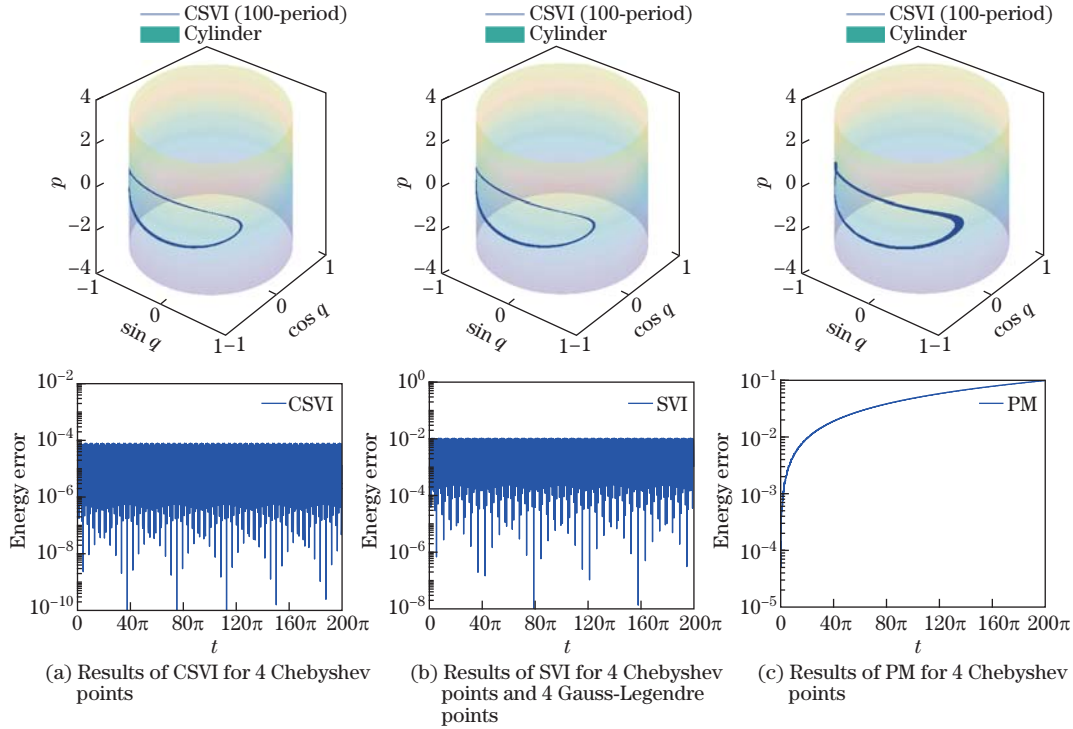 CSVI (100-period)
Cylinder
4
2
0
−2
−4
p
−1
0
1
sin q
−1
0
1
cos q
CSVI (100-period)
Cylinder
4
2
0
−2
−4
p
−1
0
1
sin q
−1
0
1
cos q
CSVI (100-period)
Cylinder
4
2
0
−2
−4
p
−1
0
1
sin q
−1
0
1
cos q
10⁻²
10⁻⁴
10⁻⁶
10⁻⁸
10⁻¹⁰
Energy error
CSVI
0 40π 80π 120π 160π 200π
t
(a) Results of CSVI for 4 Chebyshev
points
10⁰
10⁻²
10⁻⁴
10⁻⁶
10⁻⁸
Energy error
SVI
0 40π 80π 120π 160π 200π
t
(b) Results of SVI for 4 Chebyshev
points and 4 Gauss-Legendre
points
10⁻¹
10⁻²
10⁻³
10⁻⁴
10⁻⁵
Energy error
PM
0 40π 80π 120π 160π 200π
t
(c) Results of PM for 4 Chebyshev
points